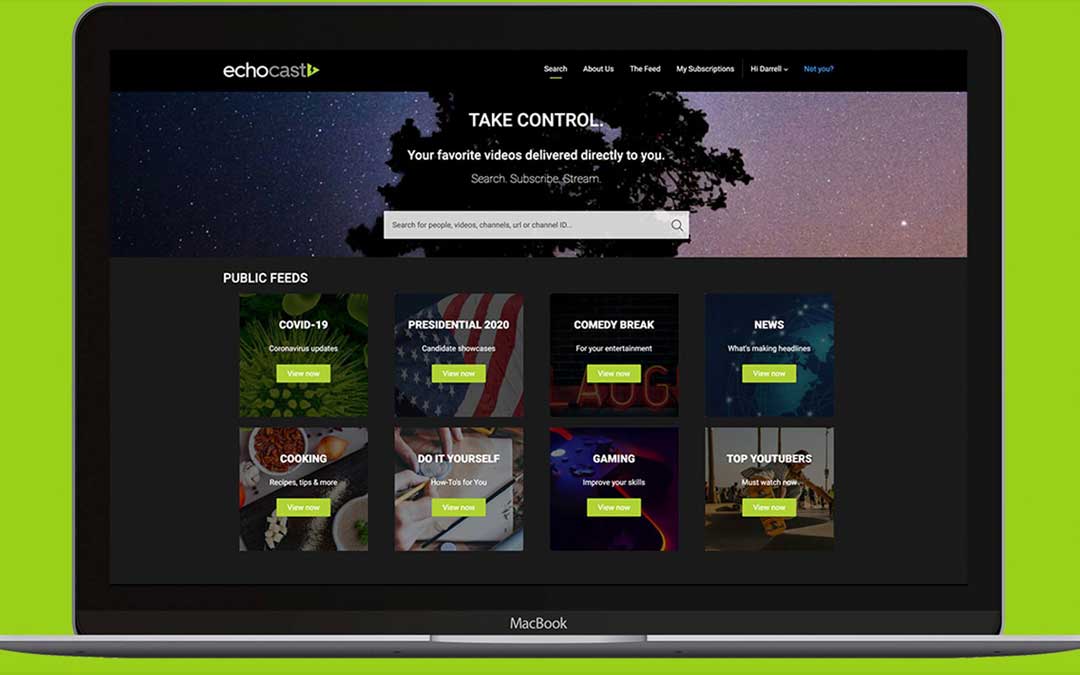 echocast
Search About Us The Feed My Subscriptions Hi Darrell Not you?
TAKE CONTROL.
Your favorite videos delivered directly to you.
Search. Subscribe. Stream.
Search for people, videos, channels, url or channel ID...
PUBLIC FEEDS
COVID-19
Coronavirus updates
View now
PRESIDENTIAL 2020
Candidate showcases
View now
COMEDY BREAK
For your entertainment
View now
LAUG
NEWS
What's making headlines
View now
COOKING
Recipes, tips & more
View now
DO IT YOURSELF
How-To's for You
View now
GAMING
Improve your skills
View now
TOP YOUTUBERS
Must watch now
View now
MacBook